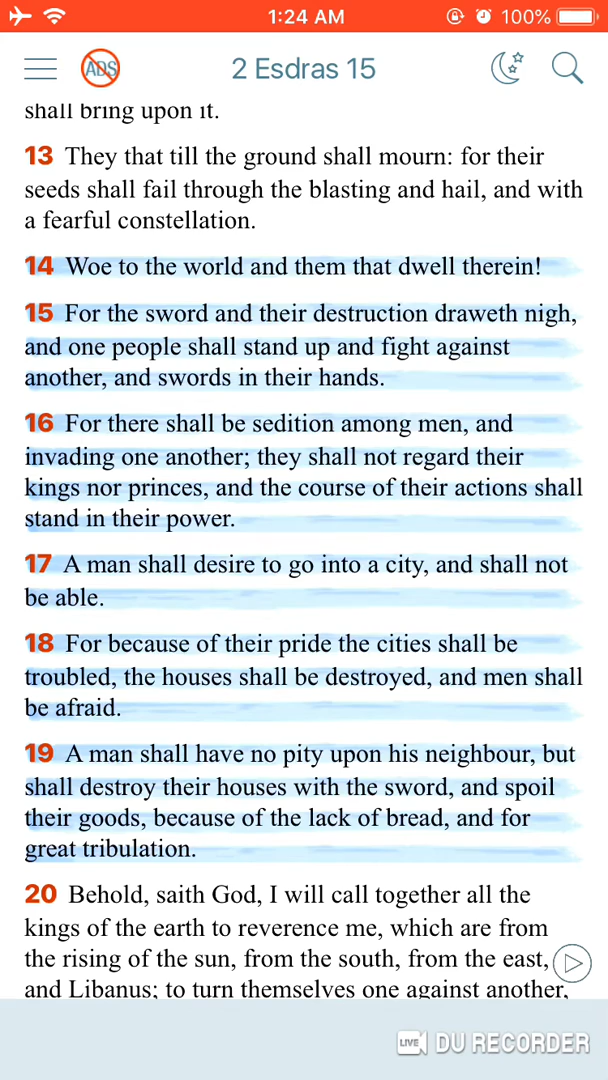 1:24 AM
100%
ADS
2 Esdras 15
shall bring upon it.
13 They that till the ground shall mourn: for their
seeds shall fail through the blasting and hail, and with
a fearful constellation.
14 Woe to the world and them that dwell therein!
15 For the sword and their destruction draweth nigh,
and one people shall stand up and fight against
another, and swords in their hands.
16 For there shall be sedition among men, and
invading one another; they shall not regard their
kings nor princes, and the course of their actions shall
stand in their power.
17 A man shall desire to go into a city, and shall not
be able.
18 For because of their pride the cities shall be
troubled, the houses shall be destroyed, and men shall
be afraid.
19 A man shall have no pity upon his neighbour, but
shall destroy their houses with the sword, and spoil
their goods, because of the lack of bread, and for
great tribulation.
20 Behold, saith God, I will call together all the
kings of the earth to reverence me, which are from
the rising of the sun, from the south, from the east,
and Libanus; to turn themselves one against another,
LIVE DU RECORDER